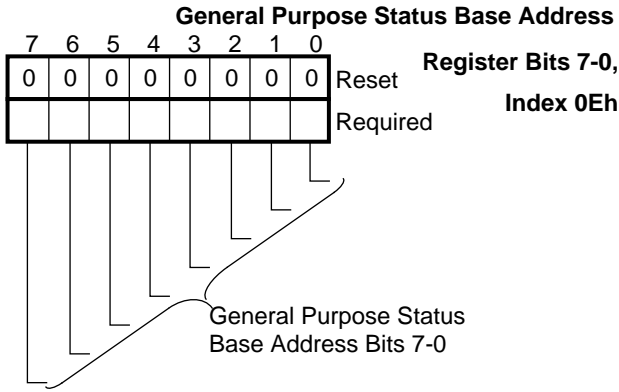 General Purpose Status Base Address
Register Bits 7-0,
Index 0Eh
7 6 5 4 3 2 1 0
0 0 0 0 0 0 0 0 Reset
Required
General Purpose Status
Base Address Bits 7-0